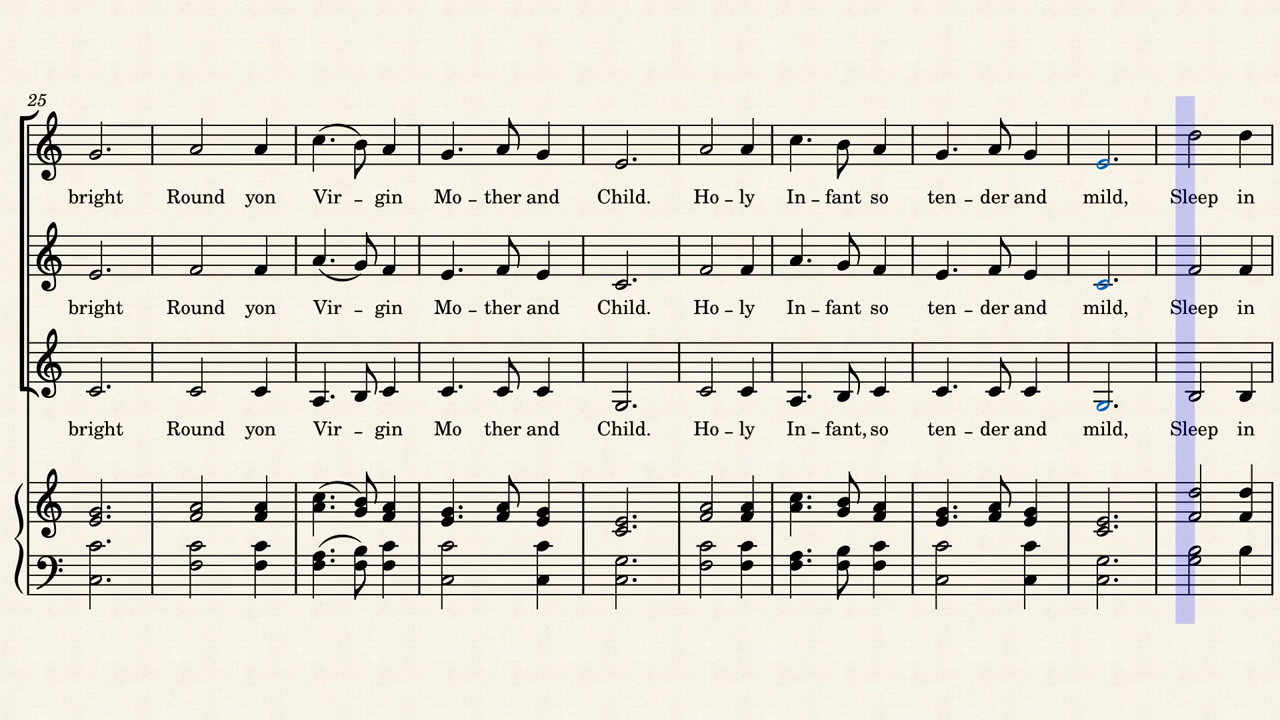 25
bright Round yon Vir – gin Mo – ther and Child. Ho – ly In – fant so ten – der and mild, Sleep in
bright Round yon Vir – gin Mo – ther and Child. Ho – ly In – fant so ten – der and mild, Sleep in
bright Round yon Vir – gin Mo ther and Child. Ho – ly In – fant, so ten – der and mild, Sleep in